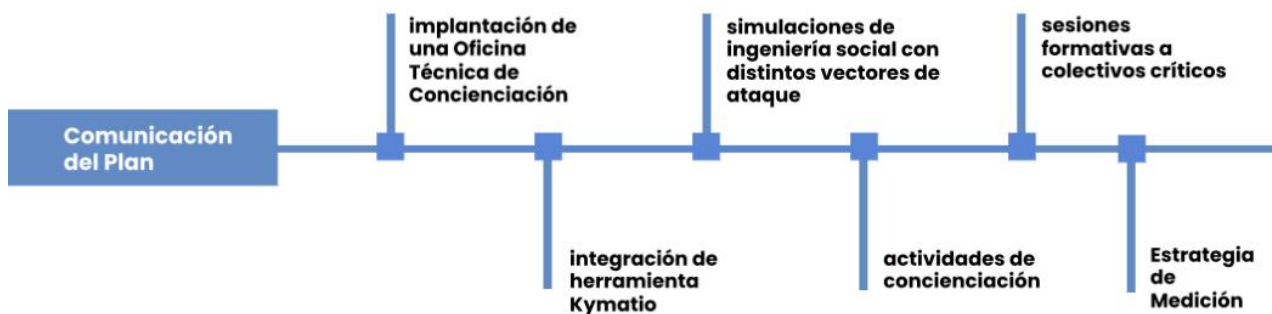 Comunicación
del Plan
implantación de
una Oficina
Técnica de
Concienciación
integración de
herramienta
Kymatio
simulaciones de
ingeniería social con
distintos vectores de
ataque
actividades de
concienciación
sesiones
formativas a
colectivos críticos
Estrategia
de
Medición